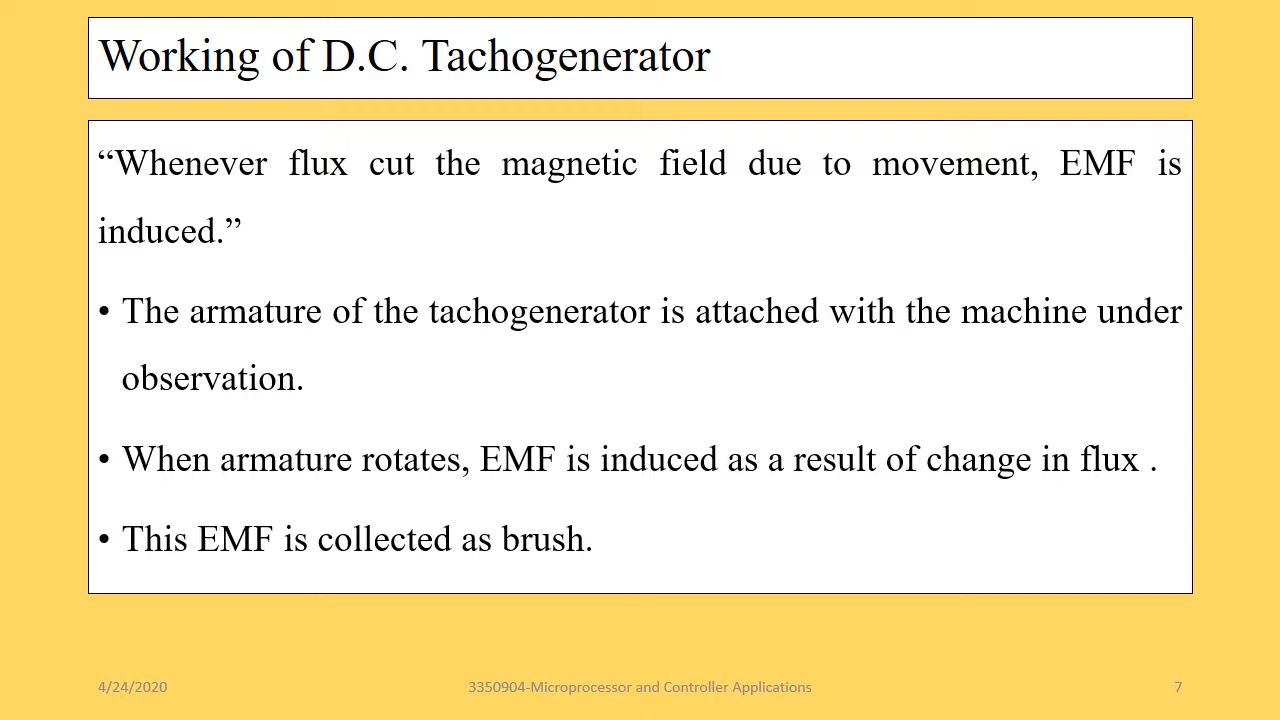 Working of D.C. Tachogenerator
“Whenever flux cut the magnetic field due to movement, EMF is
induced.”
• The armature of the tachogenerator is attached with the machine under
observation.
• When armature rotates, EMF is induced as a result of change in flux .
• This EMF is collected as brush.
4/24/2020
3350904-Microprocessor and Controller Applications
7